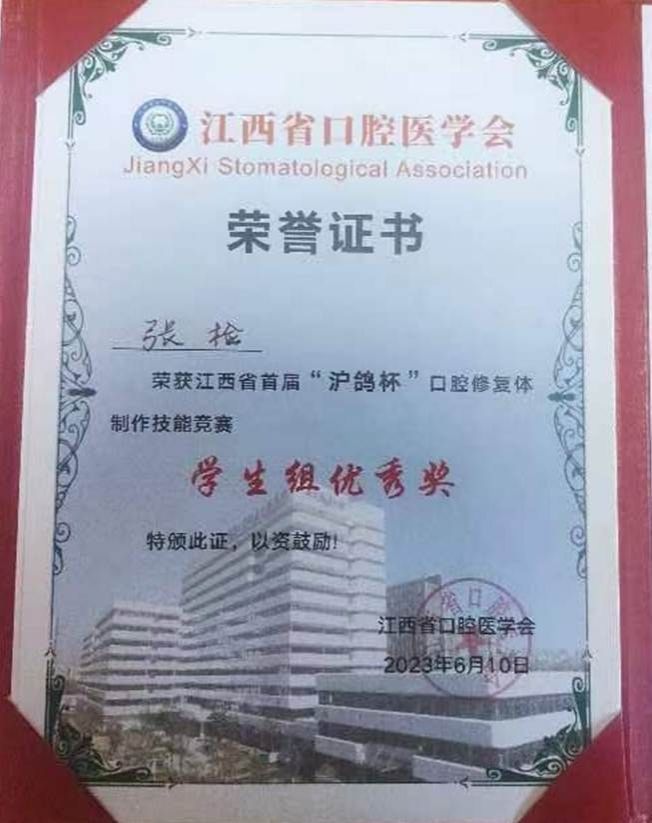 江西省口腔医学会
JiangXi Stomatological Association
荣誉证书
张检
荣获江西省首届“沪鸽杯”口腔修复体
制作技能竞赛
学生组优秀奖
特颁此证，以资鼓励！
江西省口腔医学会
2023年6月10日